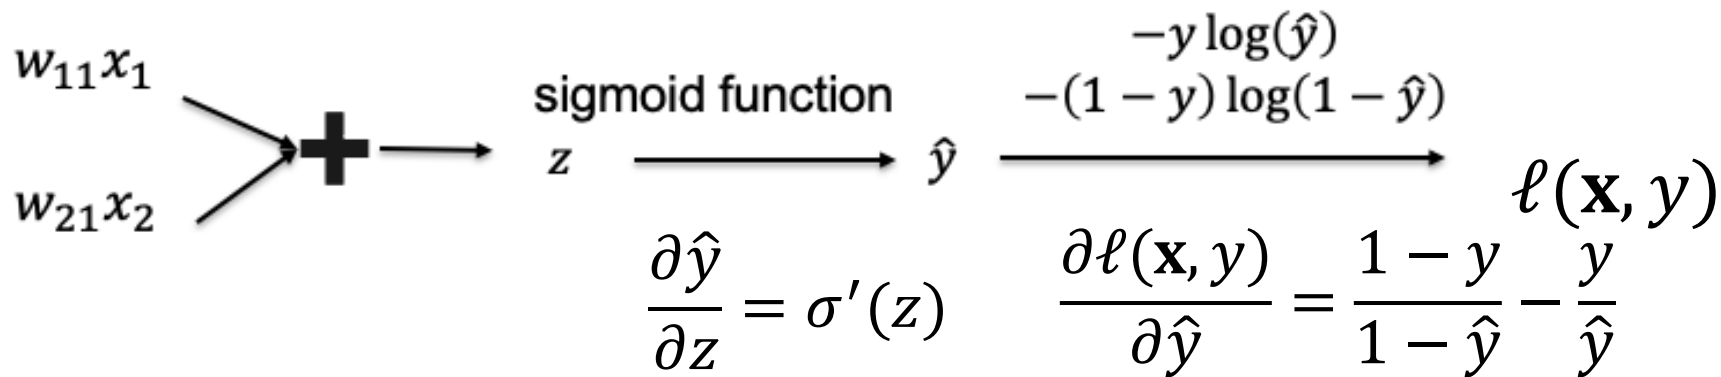 w₁₁x₁
w₂₁x₂
+
sigmoid function
z
ŷ
−y log(ŷ)
−(1 − y) log(1 − ŷ)
ℓ(𝐱, y)
∂ŷ/∂z = σ′(z)
∂ℓ(𝐱, y)/∂ŷ = (1 − y)/(1 − ŷ) − y/ŷ